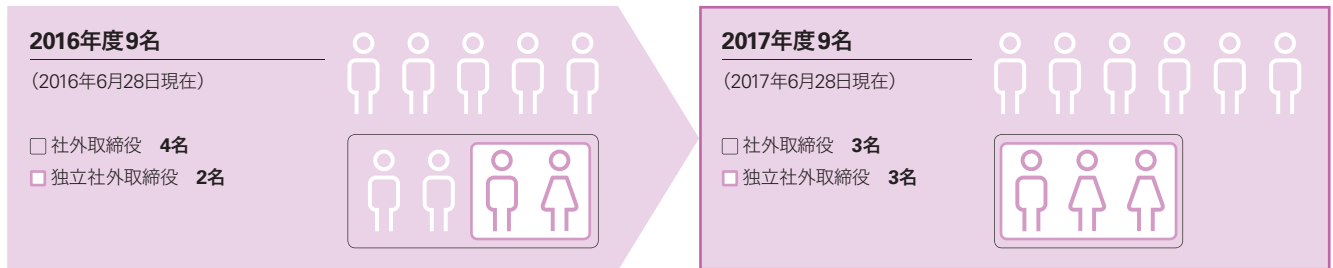 2016年度9名
（2016年6月28日現在）
社外取締役 4名
独立社外取締役 2名
2017年度9名
（2017年6月28日現在）
社外取締役 3名
独立社外取締役 3名